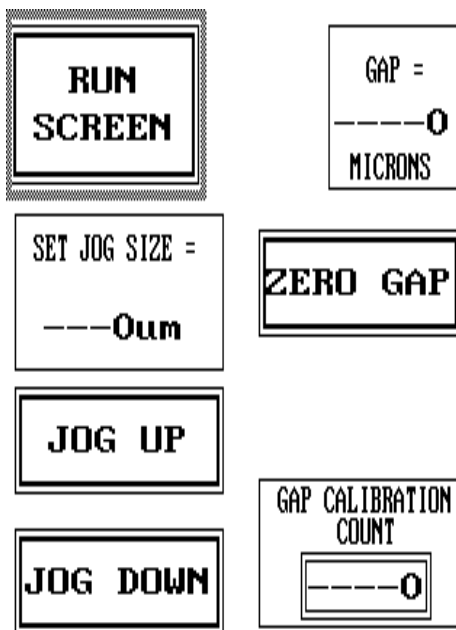 RUN
SCREEN
GAP =
----0
MICRONS
SET JOG SIZE =
---0um
ZERO GAP
JOG UP
GAP CALIBRATION
COUNT
----0
JOG DOWN